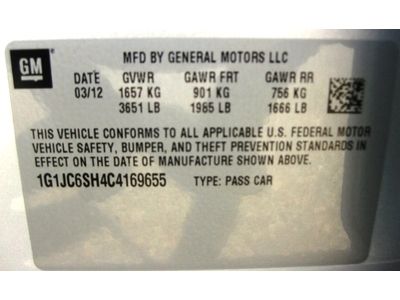 GM
MFD BY GENERAL MOTORS LLC
DATE GVWR GAWR FRT GAWR RR
03/12 1657 KG 901 KG 756 KG
3651 LB 1985 LB 1666 LB
THIS VEHICLE CONFORMS TO ALL APPLICABLE U.S. FEDERAL MOTOR
VEHICLE SAFETY, BUMPER, AND THEFT PREVENTION STANDARDS
IN EFFECT ON THE DATE OF MANUFACTURE SHOWN ABOVE.
1G1JC6SH4C4169655 TYPE: PASS CAR